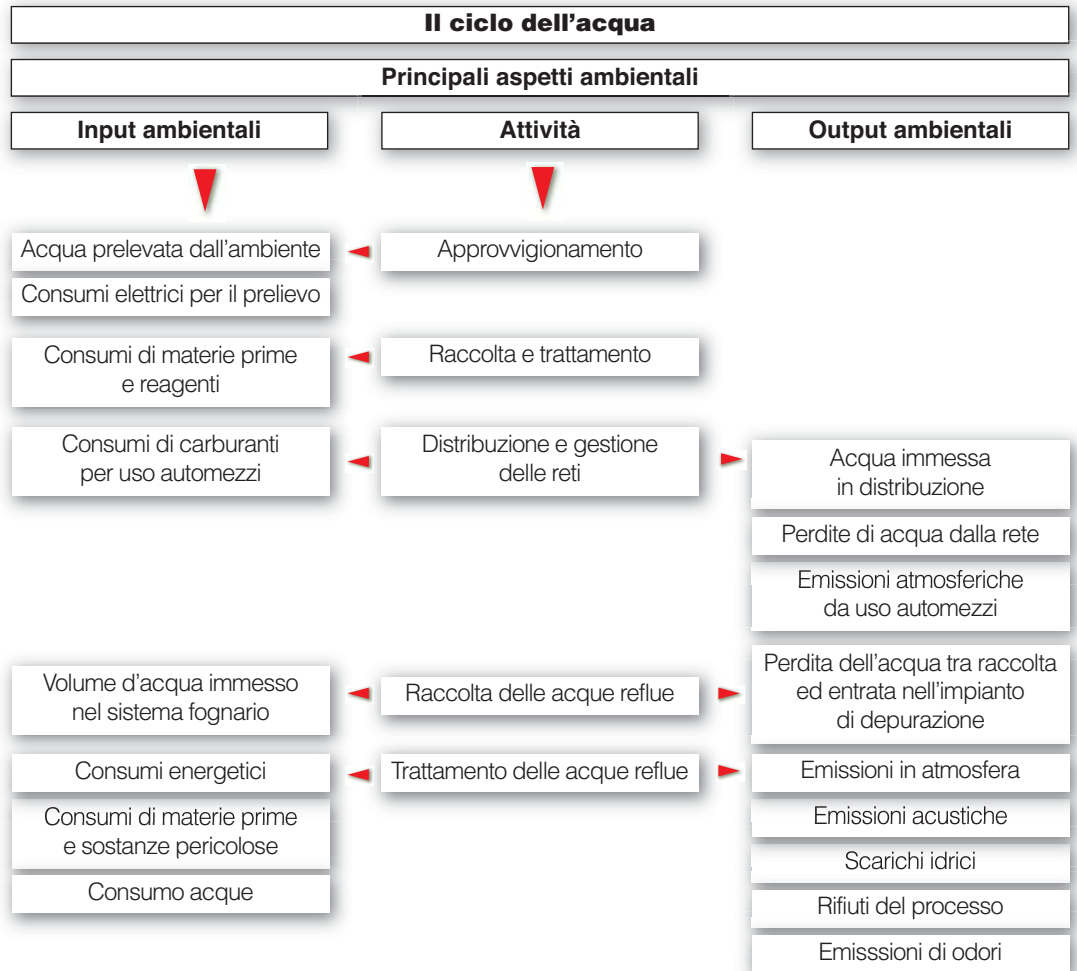 Il ciclo dell'acqua
Principali aspetti ambientali
Input ambientali
Attività
Output ambientali
Acqua prelevata dall'ambiente
Approvvigionamento
Consumi elettrici per il prelievo
Consumi di materie prime
e reagenti
Raccolta e trattamento
Consumi di carburanti
per uso automezzi
Distribuzione e gestione
delle reti
Acqua immessa
in distribuzione
Perdite di acqua dalla rete
Emissioni atmosferiche
da uso automezzi
Volume d'acqua immesso
nel sistema fognario
Raccolta delle acque reflue
Perdita dell'acqua tra raccolta
ed entrata nell'impianto
di depurazione
Consumi energetici
Trattamento delle acque reflue
Emissioni in atmosfera
Consumi di materie prime
e sostanze pericolose
Emissioni acustiche
Consumo acque
Scarichi idrici
Rifiuti del processo
Emisssioni di odori